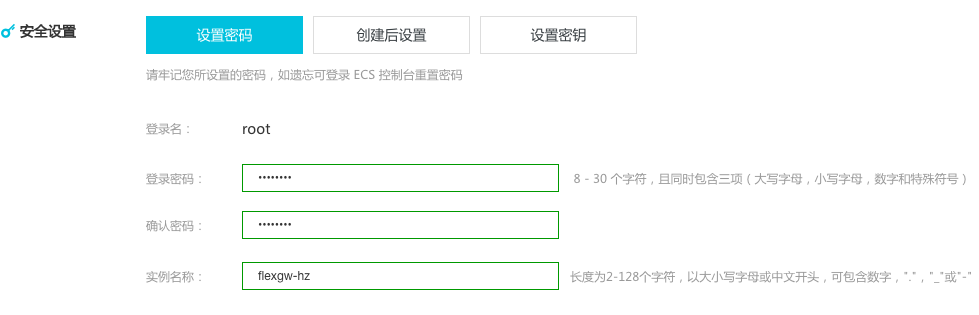 安全设置 设置密码 创建后设置 设置密钥
请牢记您所设置的密码，如遗忘可登录 ECS 控制台重置密码
登录名： root
登录密码： •••••••• 8 - 30 个字符，且同时包含三项（大写字母，小写字母，数字和特殊符号）
确认密码： ••••••••
实例名称： flexgw-hz 长度为2-128个字符，以大小写字母或中文开头，可包含数字，"."，"_"或"-"